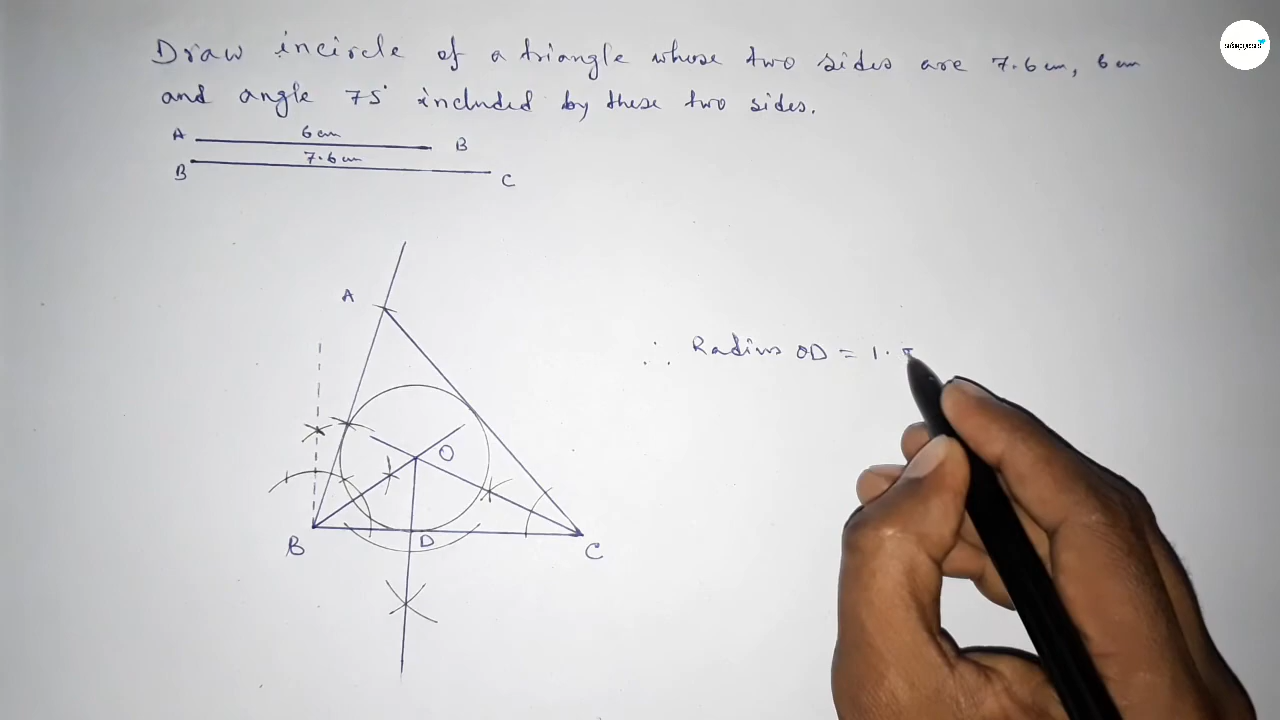 Draw incircle of a triangle whose two sides are 7.6 cm, 6 cm
and angle 75° included by these two sides.
A 6 cm B
B 7.6 cm C
A
∴ Radius OD = 1.
O
B D C